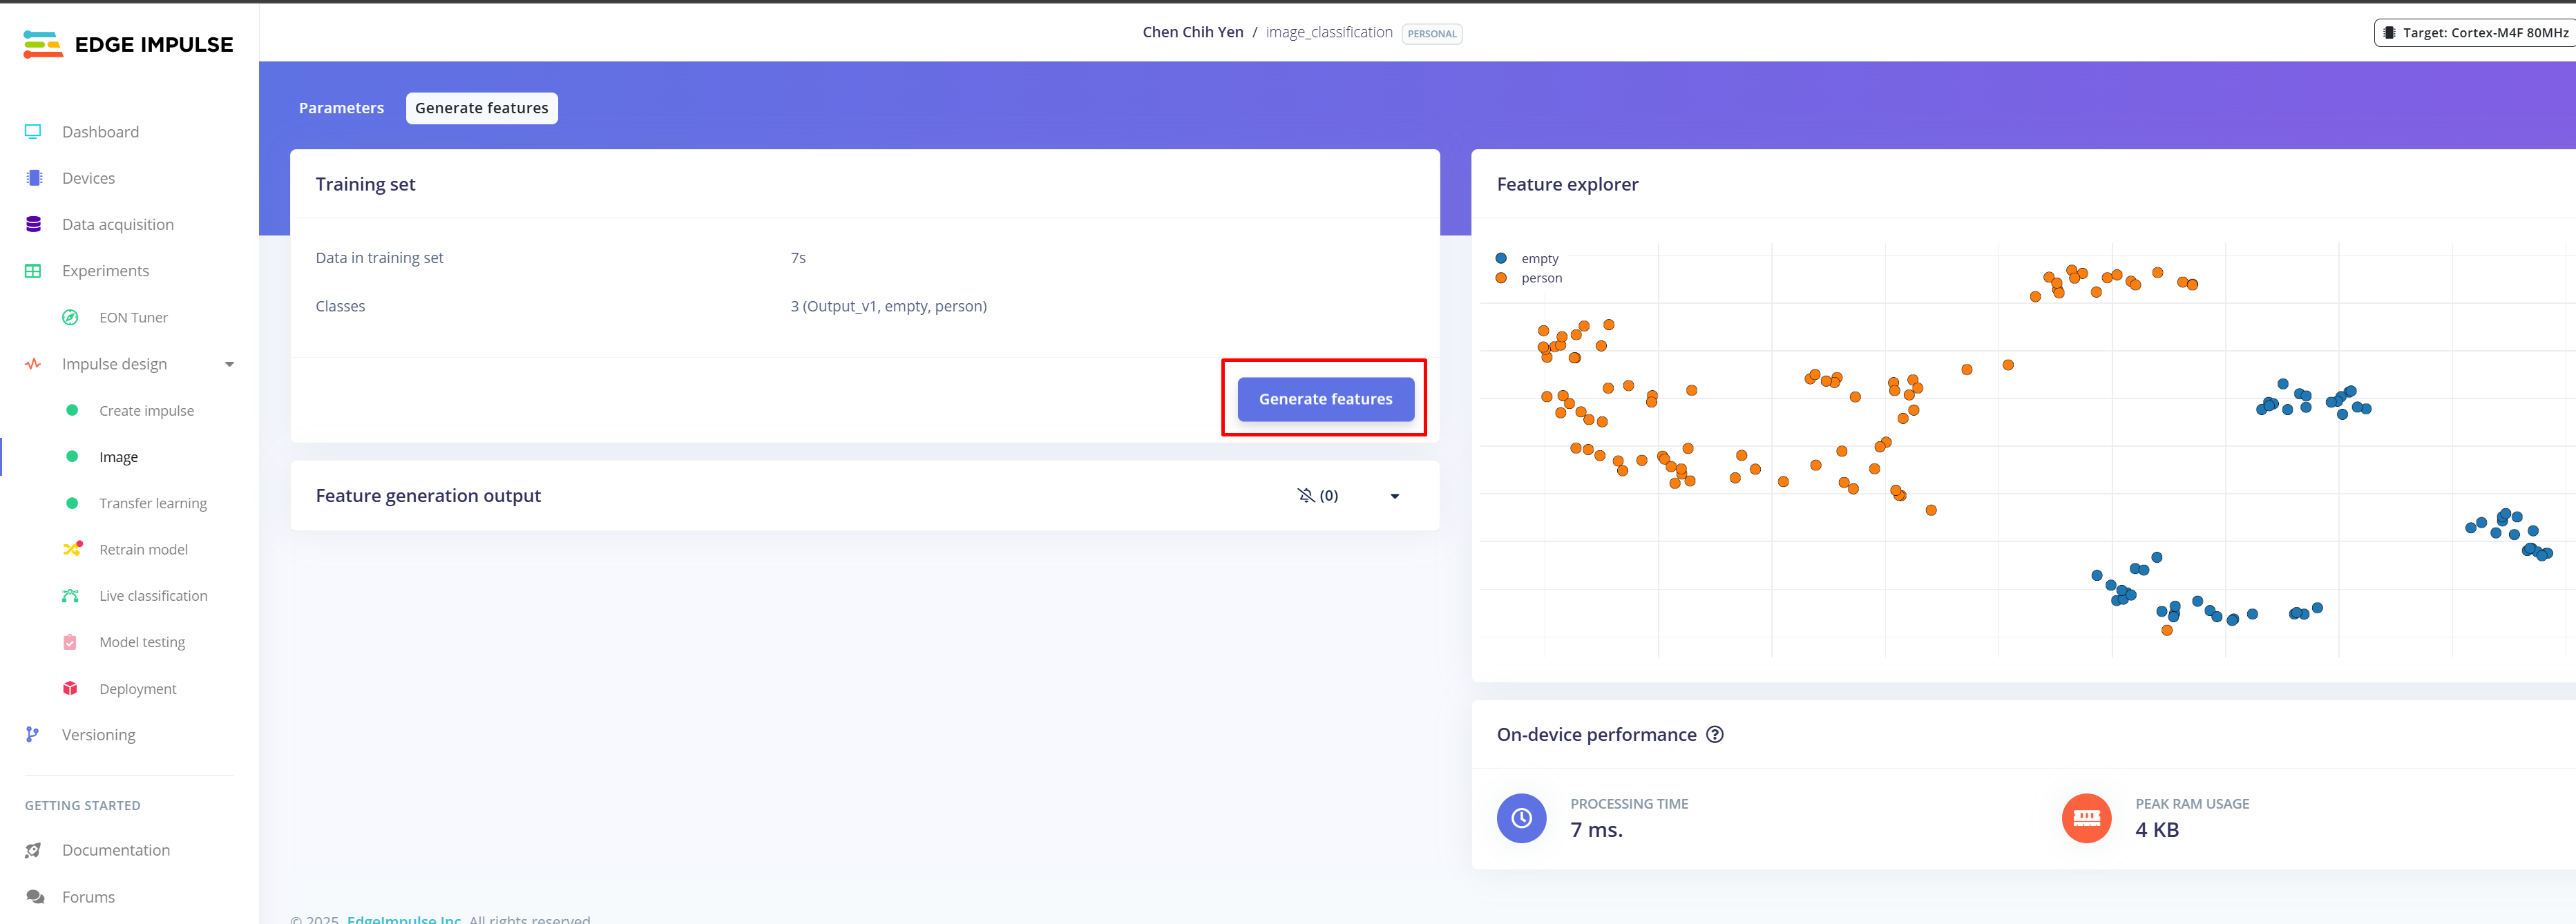 EDGE IMPULSE
Chen Chih Yen / image_classification PERSONAL
Target: Cortex-M4F 80MHz
Dashboard
Devices
Data acquisition
Experiments
EON Tuner
Impulse design
Create impulse
Image
Transfer learning
Retrain model
Live classification
Model testing
Deployment
Versioning
GETTING STARTED
Documentation
Forums
Parameters Generate features
Training set
Data in training set 7s
Classes 3 (Output_v1, empty, person)
Generate features
Feature generation output (0)
Feature explorer
empty
person
On-device performance
PROCESSING TIME
7 ms.
PEAK RAM USAGE
4 KB
© 2025 EdgeImpulse Inc. All rights reserved